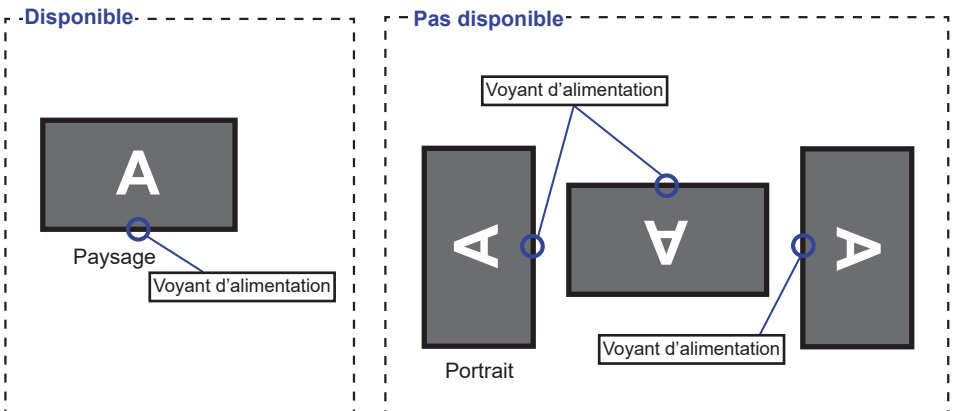 Disponible
A
Paysage
Voyant d'alimentation
Pas disponible
Voyant d'alimentation
A
A
A
Voyant d'alimentation
Portrait